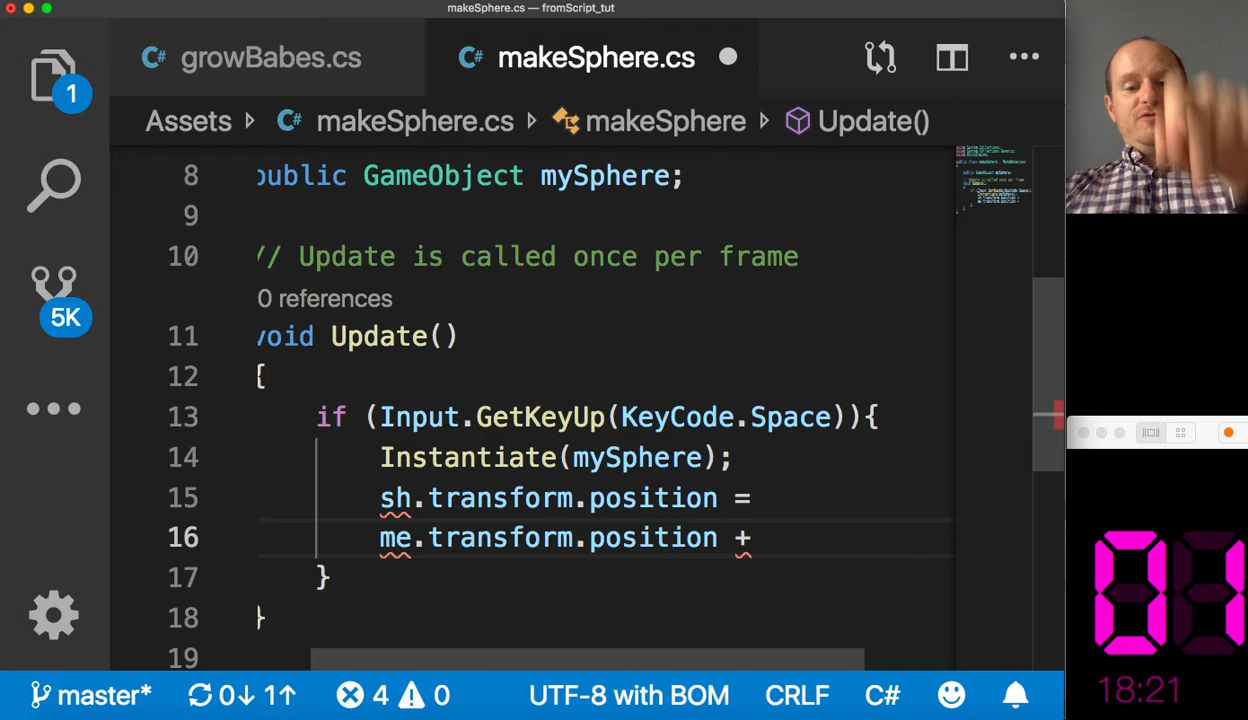 makeSphere.cs — fromScript_tut
growBabes.cs
makeSphere.cs
Assets
makeSphere.cs
makeSphere
Update()
1
5K
8 public GameObject mySphere;
9
10 // Update is called once per frame
0 references
11 void Update()
12 {
13 if (Input.GetKeyUp(KeyCode.Space)){
14 Instantiate(mySphere);
15 sh.transform.position =
16 me.transform.position +
17 }
18 }
19
master* 0↓ 1↑ 4 0 UTF-8 with BOM CRLF C#
01
18:21